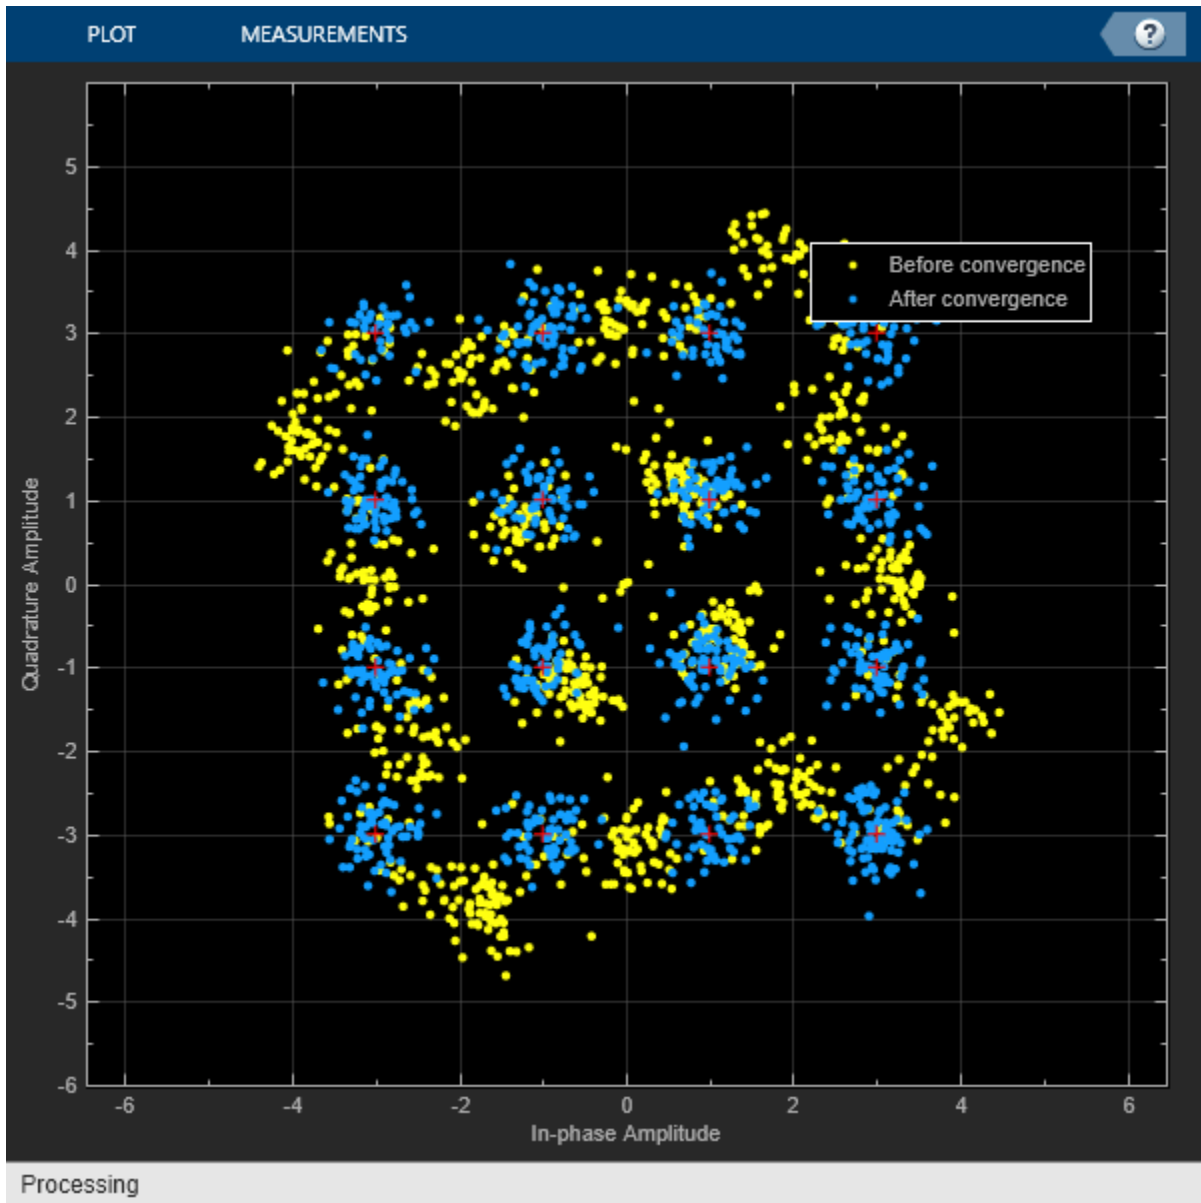 PLOT MEASUREMENTS ?
5
4
Before convergence
After convergence
3
2
1
0
-1
-2
-3
-4
-5
-6
Quadrature Amplitude
-6 -4 -2 0 2 4 6
In-phase Amplitude
Processing